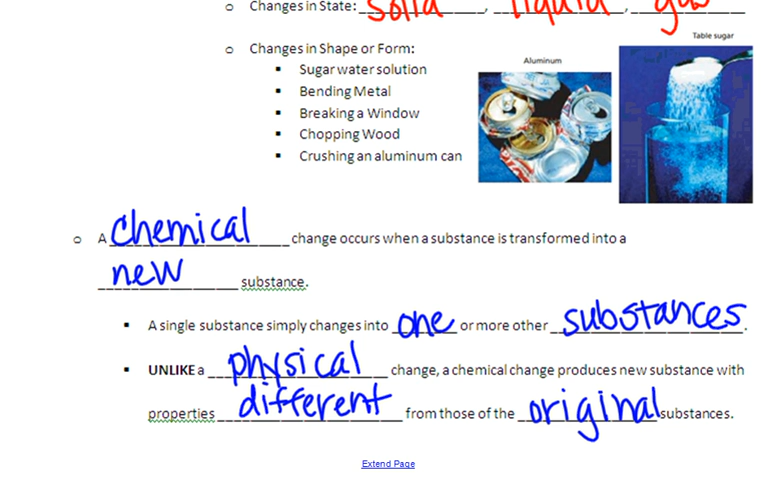 o Changes in State: solid, liquid, gas
Table sugar
o Changes in Shape or Form:
Aluminum
▪ Sugar water solution
▪ Bending Metal
▪ Breaking a Window
▪ Chopping Wood
▪ Crushing an aluminum can
o A chemical change occurs when a substance is transformed into a
new substance.
▪ A single substance simply changes into one or more other substances.
▪ UNLIKE a physical change, a chemical change produces new substance with
properties different from those of the original substances.
Extend Page